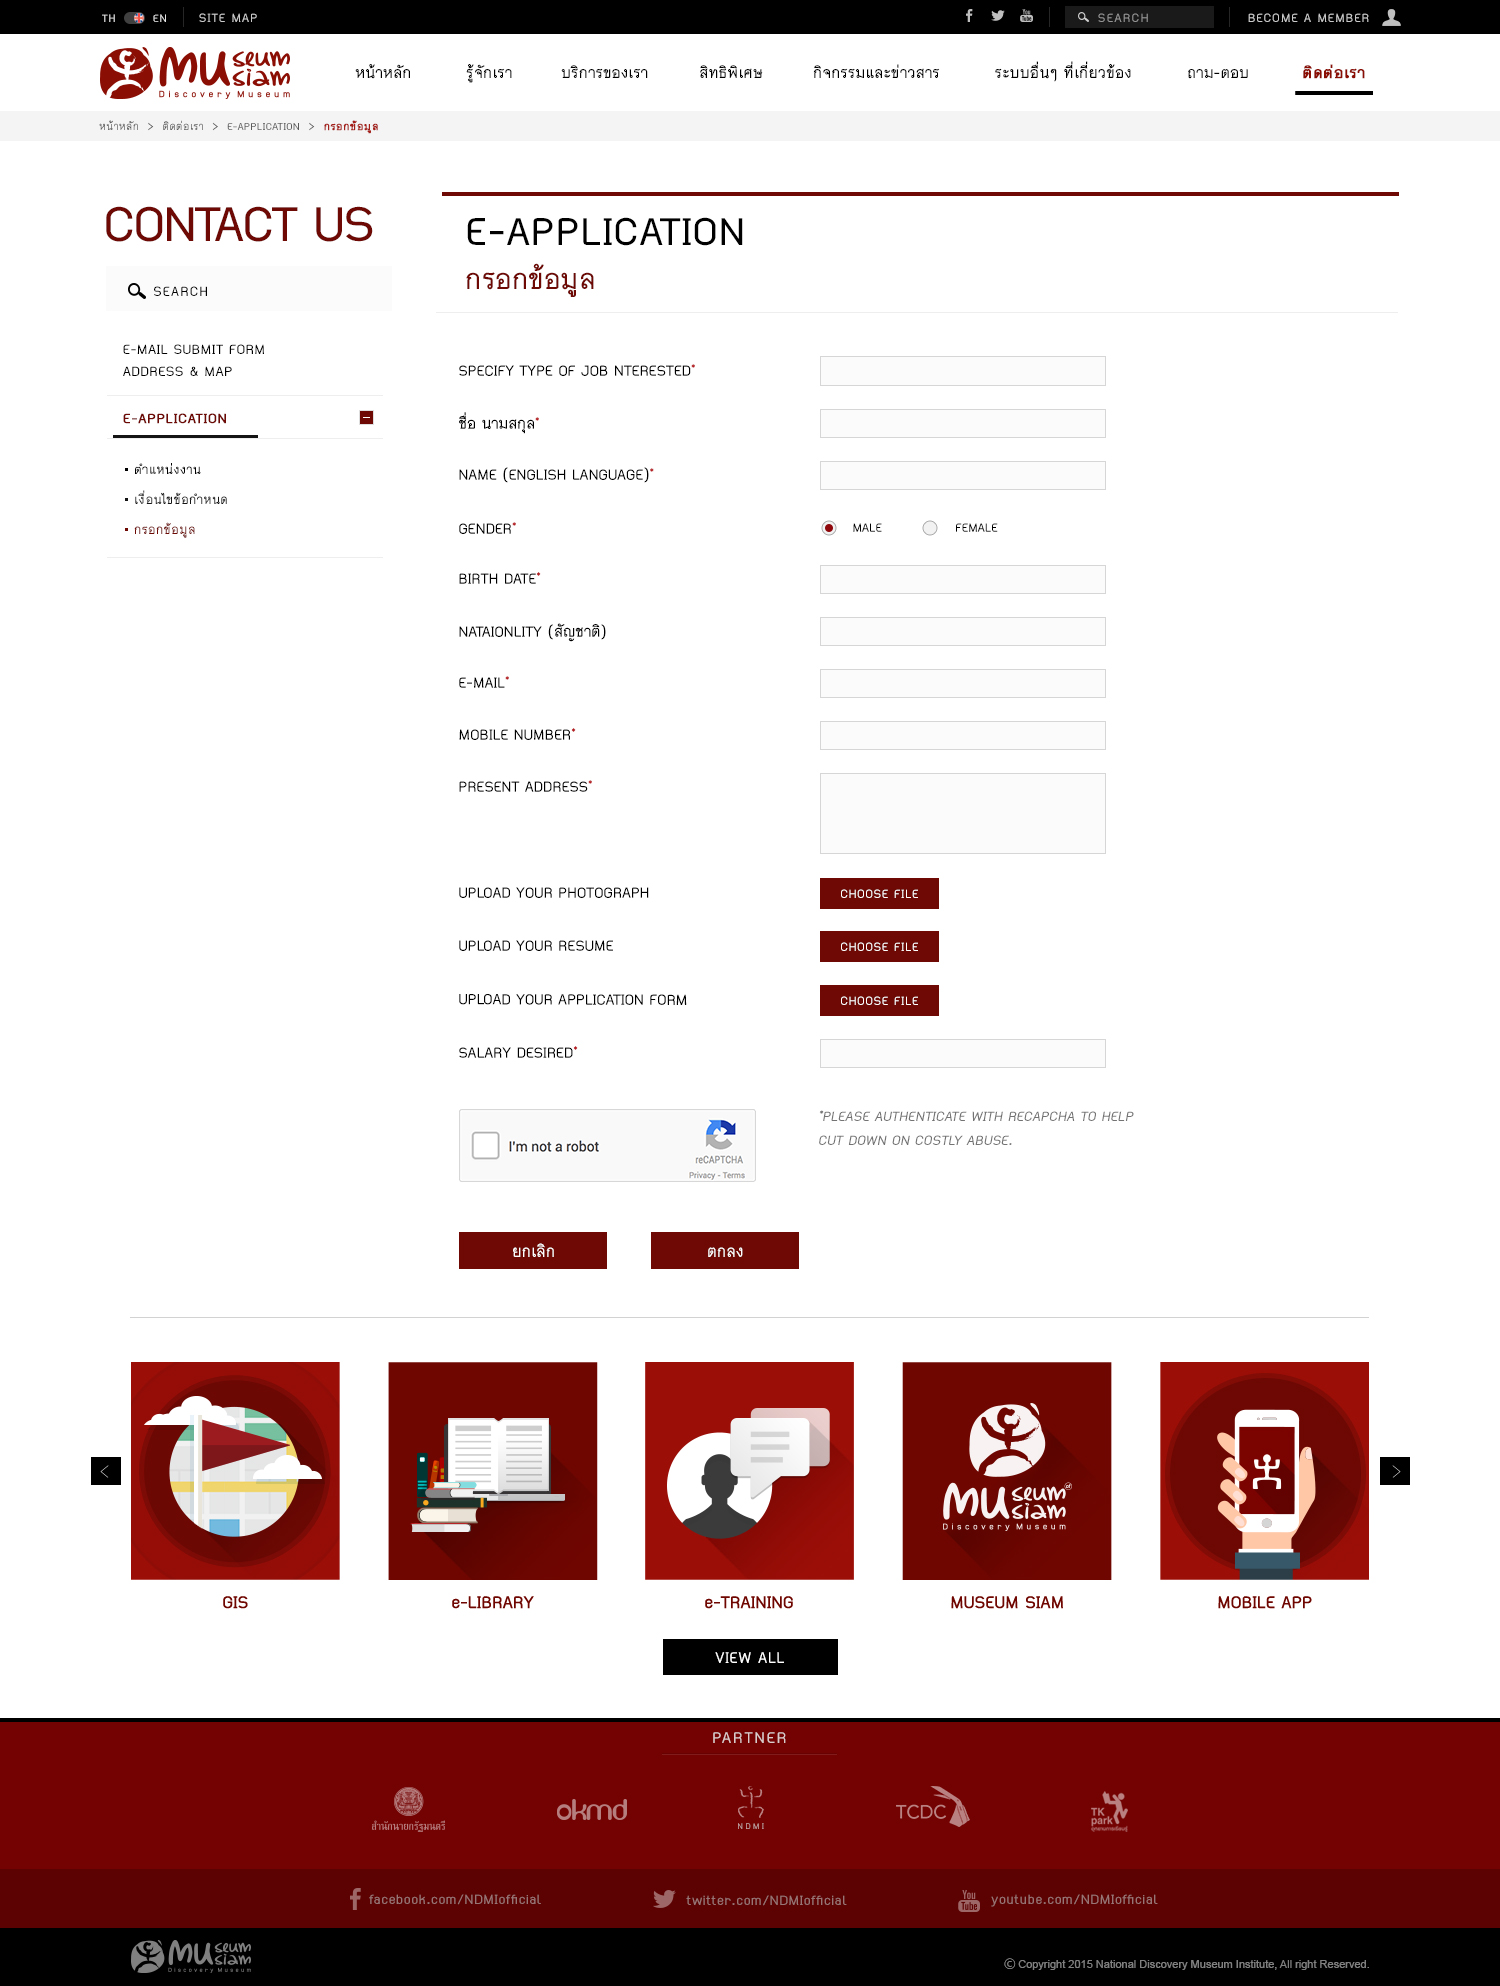 TH EN SITE MAP SEARCH BECOME A MEMBER
Museum Siam
Discovery Museum
หน้าหลัก รู้จักเรา บริการของเรา สิทธิพิเศษ กิจกรรมและข่าวสาร ระบบอื่นๆ ที่เกี่ยวข้อง ถาม-ตอบ ติดต่อเรา
หน้าหลัก > ติดต่อเรา > E-APPLICATION > กรอกข้อมูล
CONTACT US
SEARCH
E-MAIL SUBMIT FORM
ADDRESS & MAP
E-APPLICATION
ตำแหน่งงาน
เงื่อนไขข้อกำหนด
กรอกข้อมูล
E-APPLICATION
กรอกข้อมูล
SPECIFY TYPE OF JOB NTERESTED*
ชื่อ นามสกุล*
NAME (ENGLISH LANGUAGE)*
GENDER* MALE FEMALE
BIRTH DATE*
NATAIONLITY (สัญชาติ)
E-MAIL*
MOBILE NUMBER*
PRESENT ADDRESS*
UPLOAD YOUR PHOTOGRAPH CHOOSE FILE
UPLOAD YOUR RESUME CHOOSE FILE
UPLOAD YOUR APPLICATION FORM CHOOSE FILE
SALARY DESIRED*
I'm not a robot
reCAPTCHA
Privacy - Terms
*PLEASE AUTHENTICATE WITH RECAPCHA TO HELP
CUT DOWN ON COSTLY ABUSE.
ยกเลิก ตกลง
Museum Siam
Discovery Museum
GIS e-LIBRARY e-TRAINING MUSEUM SIAM MOBILE APP
VIEW ALL
PARTNER
สำนักนายกรัฐมนตรี
okmd
NDMI
TCDC
TK park
facebook.com/NDMIofficial twitter.com/NDMIofficial youtube.com/NDMIofficial
Museum Siam
Discovery Museum
© Copyright 2015 National Discovery Museum Institute, All right Reserved.